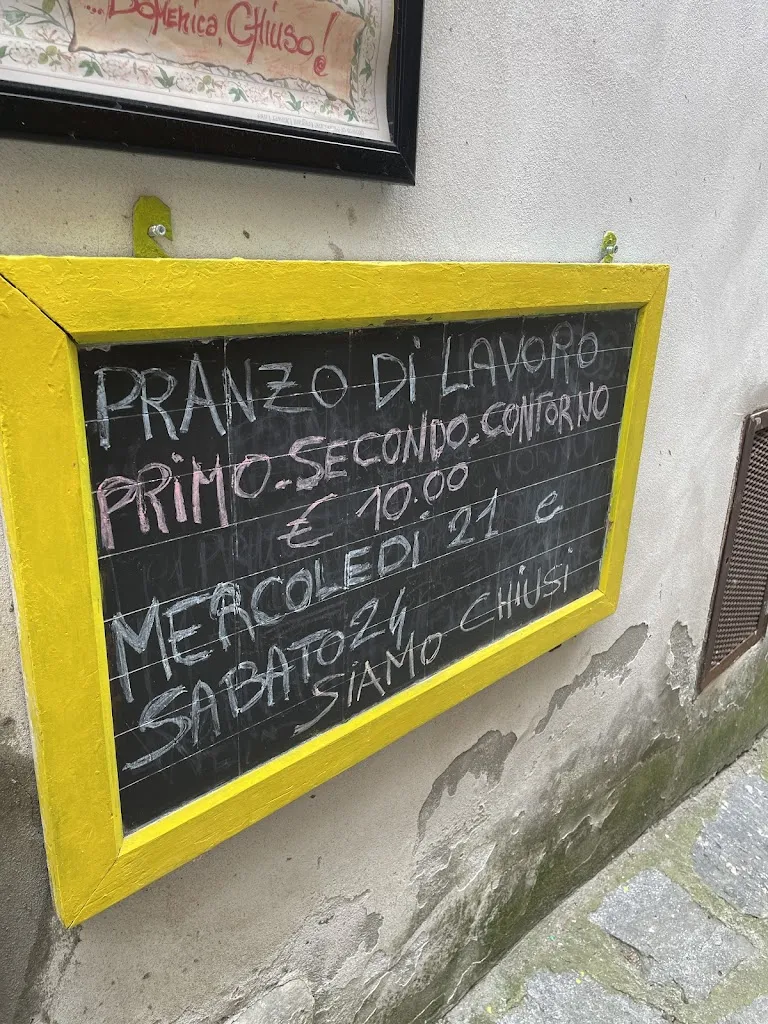 ...Domenica, Chiuso!
PRANZO Di LAVORO
PRiMO-SECONDO-CONTORNO
€ 10.00
MERCOLEDI 21 e
SABATO 24
SiAMO CHiUSi